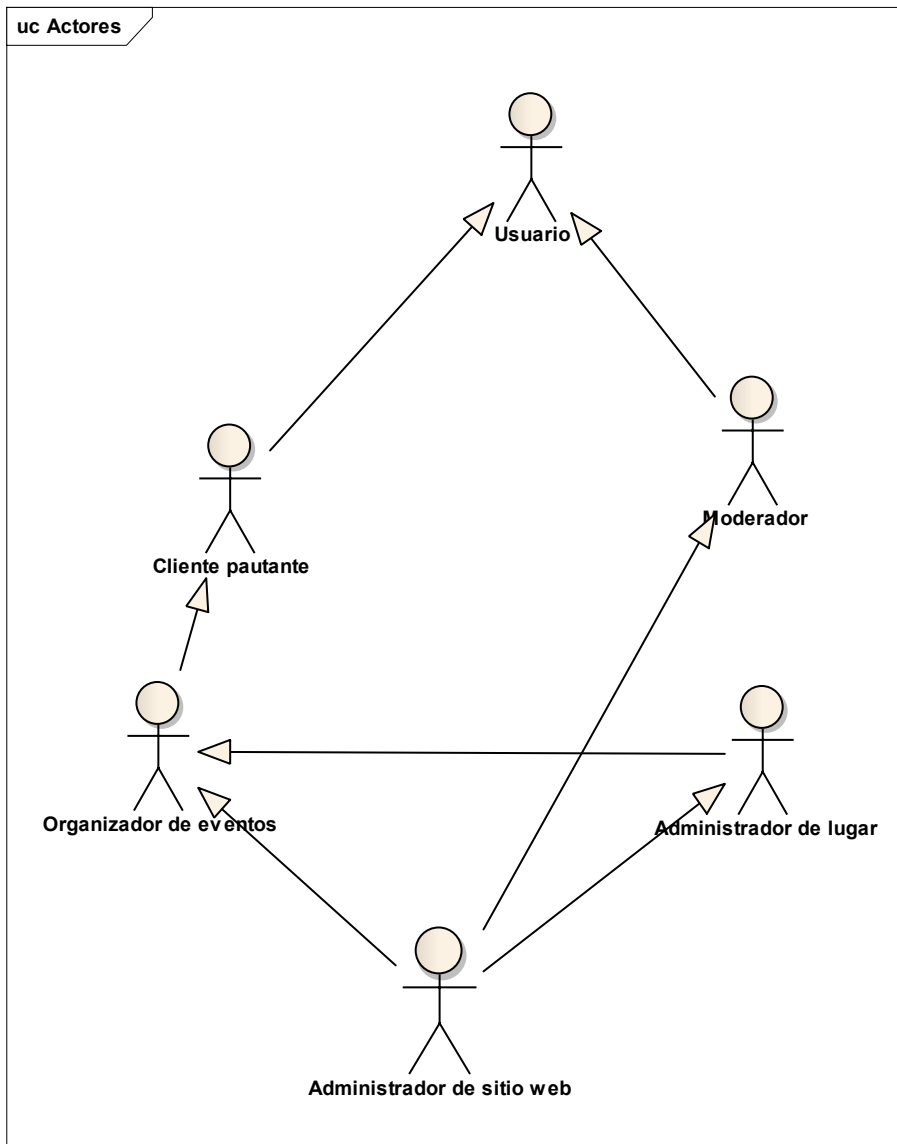 uc Actores
Usuario
Moderador
Cliente pautante
Organizador de eventos
Administrador de lugar
Administrador de sitio web